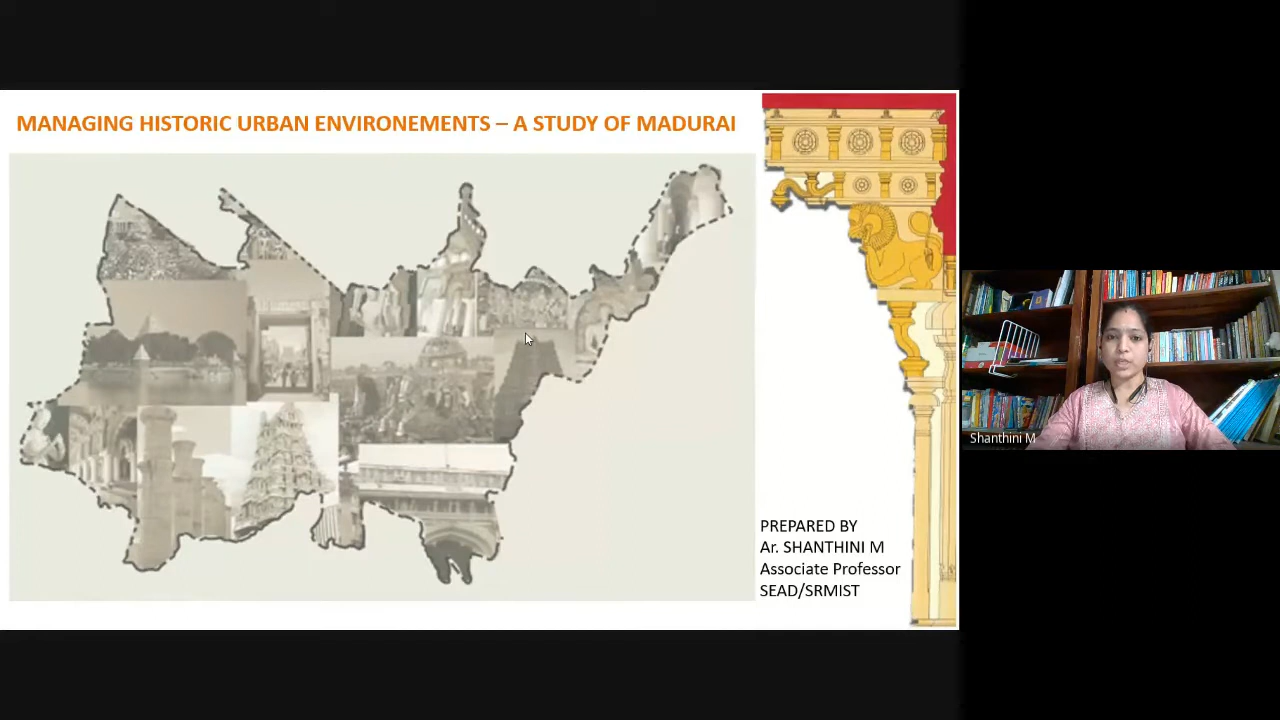 MANAGING HISTORIC URBAN ENVIRONEMENTS – A STUDY OF MADURAI
PREPARED BY
Ar. SHANTHINI M
Associate Professor
SEAD/SRMIST
Shanthini M